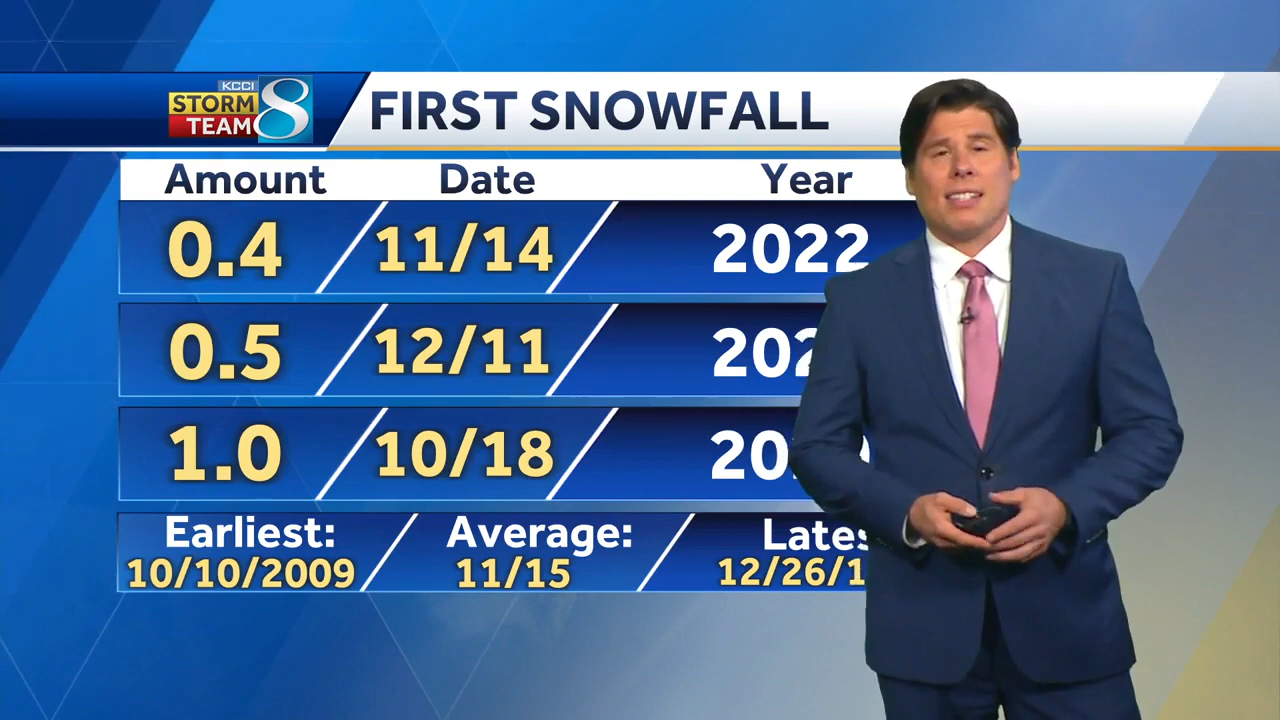 KCCI
STORM
TEAM 8
FIRST SNOWFALL
Amount Date Year
0.4 11/14 2022
0.5 12/11
1.0 10/18
Earliest: Average:
10/10/2009 11/15